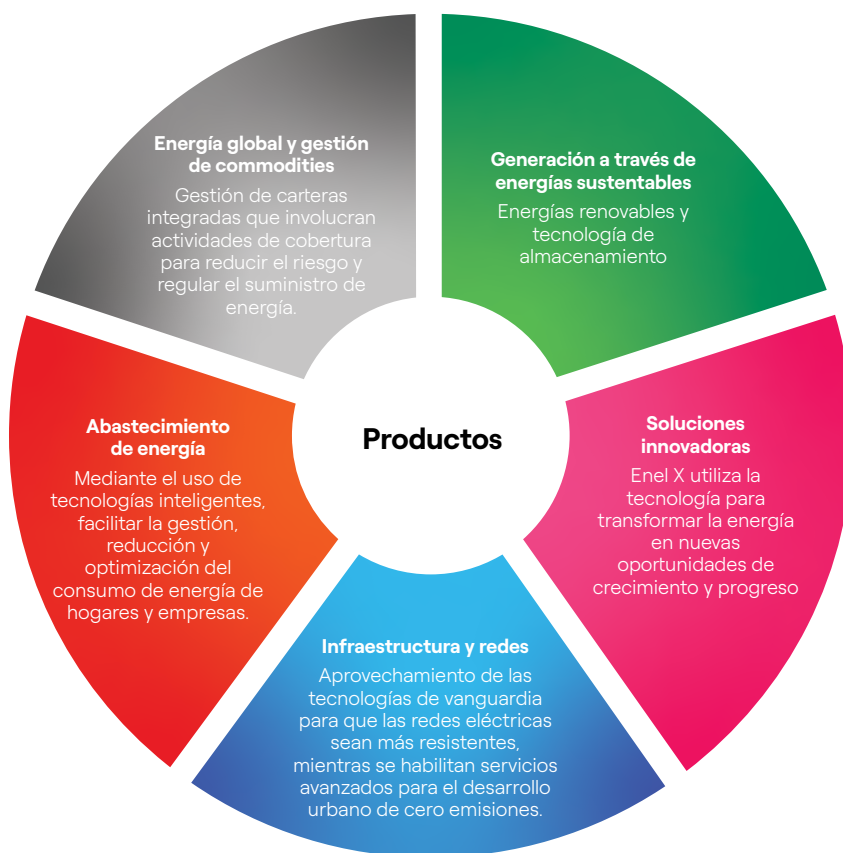 Energía global y gestión
de commodities
Gestión de carteras
integradas que involucran
actividades de cobertura
para reducir el riesgo y
regular el suministro de
energía.
Generación a través de
energías sustentables
Energías renovables y
tecnología de
almacenamiento
Productos
Abastecimiento
de energía
Mediante el uso de
tecnologías inteligentes,
facilitar la gestión,
reducción y
optimización del
consumo de energía de
hogares y empresas.
Soluciones
innovadoras
Enel X utiliza la
tecnología para
transformar la energía
en nuevas
oportunidades de
crecimiento y progreso
Infraestructura y redes
Aprovechamiento de las
tecnologías de vanguardia
para que las redes eléctricas
sean más resistentes,
mientras se habilitan servicios
avanzados para el desarrollo
urbano de cero emisiones.